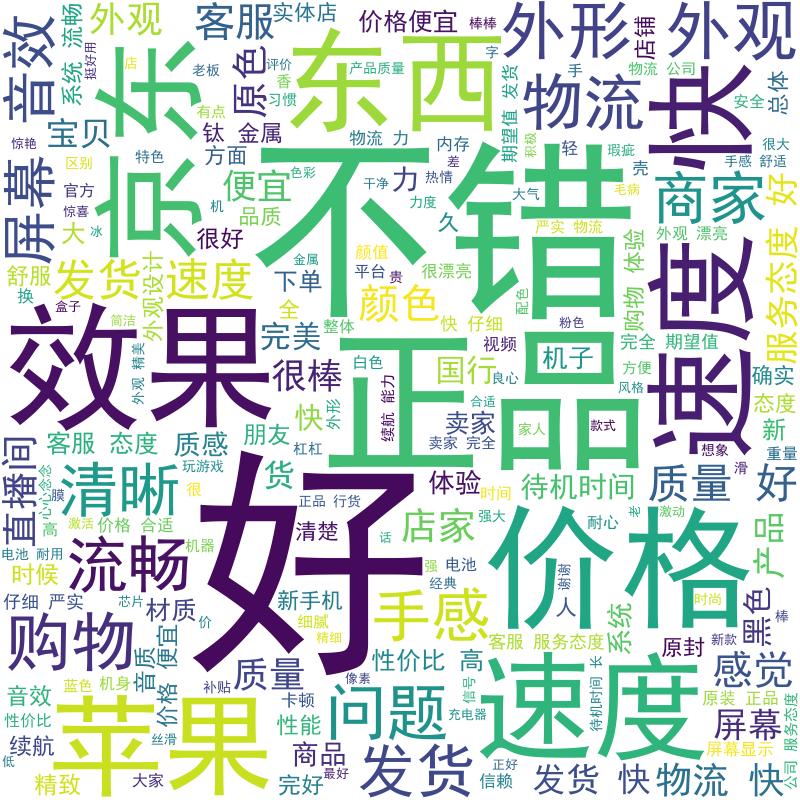 音效
系统 流畅
外观
挺好用
京东
客服
实体店
老板
原色
评价
香
习惯
价格便宜
棒棒
东西
产品质量
字
期望值 发货
外形
手
物流
店铺
物流 公司
外观
快
安全
总体
惊艳
店
屏幕
宝贝
区别
特色
官方
惊喜
大
冰
有点
钛 金属
方面
便宜
品质
机
很好
物流 力
色彩
干净
热情
力
力度
久
内存
差
轻
瑕疵
壳
积极
大气
毛病
严实 物流
商家
很大
手感 舒适
好
外观 漂亮
不错
舒服
换
盒子
发货 速度
外观设计
下单
全
金属
颜值
平台
贵
颜色
很漂亮
配色
购物 体验
速度
服务态度
简洁
外观 精美
效果
完美
整体
快 仔细
粉色
完全 期望值
方便
风格
确实
态度
新
很棒
正品
白色
续航 能力
国行
视频
良心
机子
合适
家人
款式
卖家
卖家 完全
直播间
客服 态度
质感
朋友
快
外形
杠杠
货
玩游戏
很
想象
滑
重量
质量
好
心心念念
膜
高
清晰
激活
价格 合适
体验
时间
待机时间
正品 行货
清楚
店家
强大
耐心
老
激动
产品
电池 耐用
时候
流畅
机器
好
话
强
电池
经典
价格
谢谢
人
时尚
棒
仔细 严实
芯片
材质
价
新手机
细腻
精细
手感
系统
黑色
购物
音质
价格 便宜
质量
性价比
高
客服 服务态度
原封
新款
感觉
音效
性价比
蓝色
机身
补贴
像素
信号
充电器
速度
待机时间 长
原装 正品
屏幕
屏幕显示
公司 服务态度
续航
低
精致
苹果
丝滑
大家
卡顿
性能
商品
完好
最好
问题
发货
正好
信赖
发货 快
物流 快